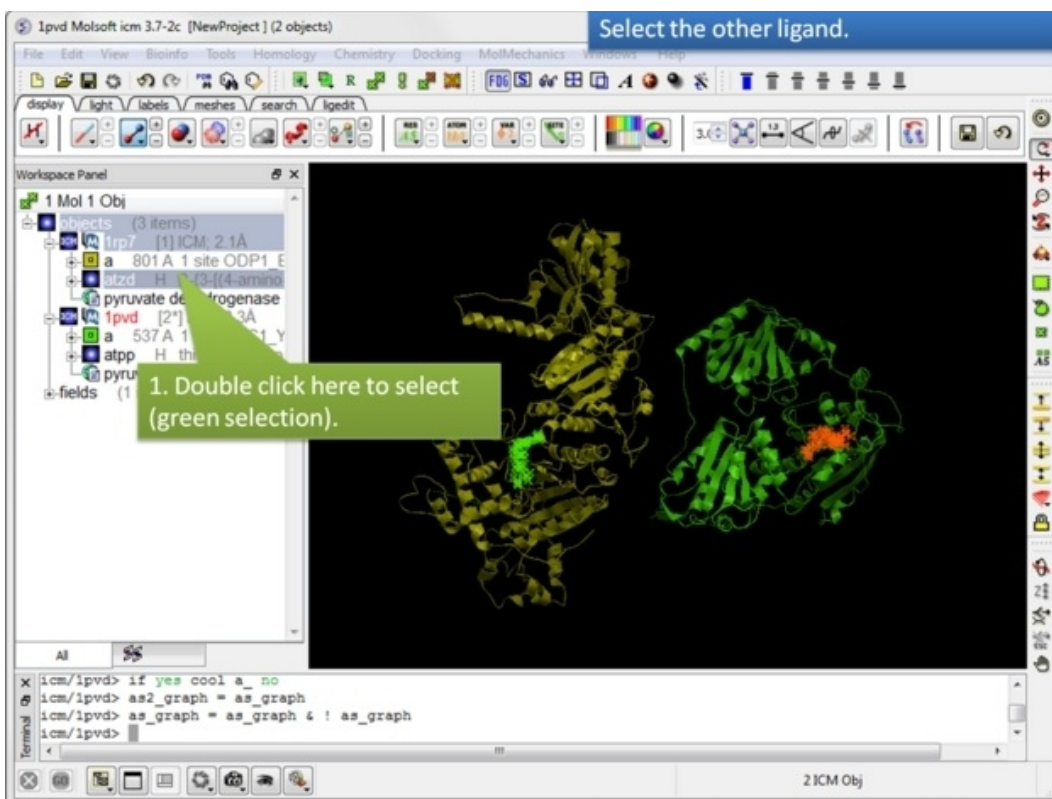 1pvd Molsoft icm 3.7-2c [NewProject ] (2 objects)
Select the other ligand.
File Edit View Bioinfo Tools Homology Chemistry Docking MolMechanics Windows Help
display light labels meshes search ligedit
Workspace Panel
1 Mol 1 Obj
objects (3 items)
1rp7 [1] ICM; 2.1Å
a 801 A 1 site ODP1_E
atzd H
pyruvate
1pvd [2*]
a 537 A 1
atpp H
fields (1
1. Double click here to select
(green selection).
All
icm/1pvd> if yes cool a_ no
icm/1pvd> as2_graph = as_graph
icm/1pvd> as_graph = as_graph & ! as_graph
icm/1pvd>
Terminal
2 ICM Obj